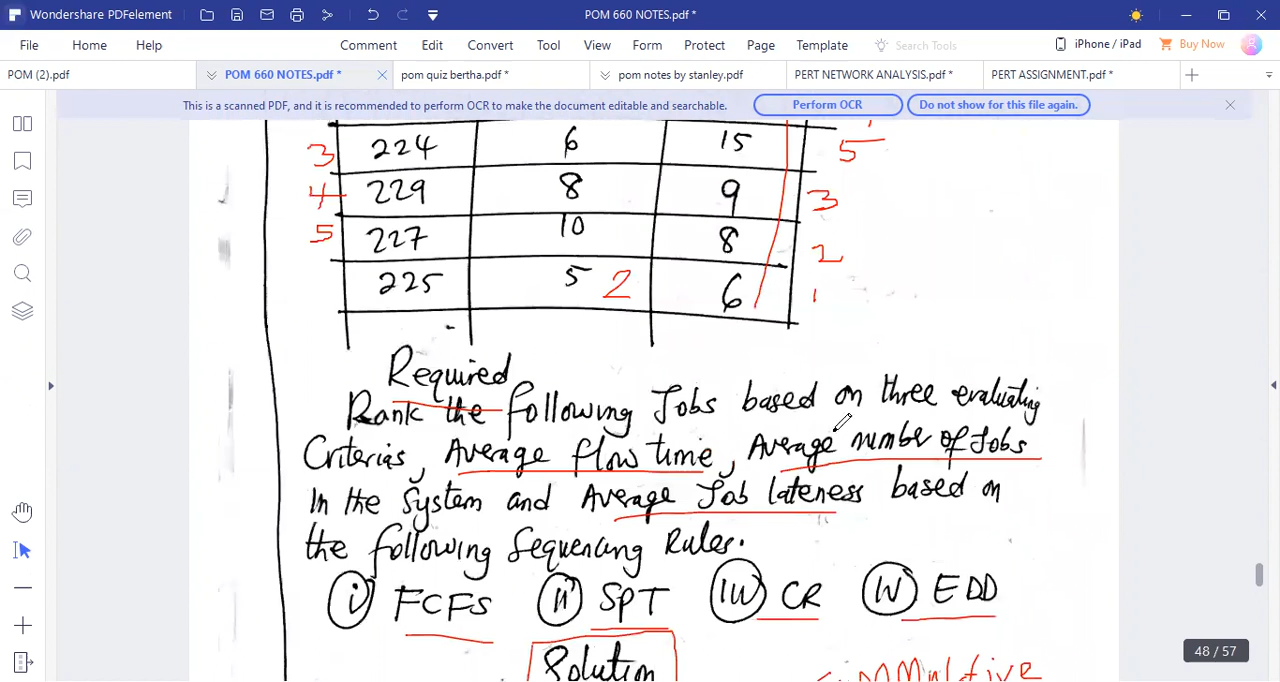 Wondershare PDFelement
POM 660 NOTES.pdf *
File Home Help
Comment Edit Convert Tool View Form Protect Page Template
Search Tools
iPhone / iPad
Buy Now
POM (2).pdf
POM 660 NOTES.pdf *
pom quiz bertha.pdf *
pom notes by stanley.pdf
PERT NETWORK ANALYSIS.pdf *
PERT ASSIGNMENT.pdf *
This is a scanned PDF, and it is recommended to perform OCR to make the document editable and searchable.
Perform OCR
Do not show for this file again.
3 224 6 15 5
4 229 8 9 3
5 227 10 8 2
225 5 2 6 1
Required
Rank the following Jobs based on three evaluating
Criterias, Average flow time, Average number of Jobs
In the System and Average Job lateness based on
the following Sequencing Rules.
i FCFS ii SPT iii CR iv EDD
Solution
cummulative
48 / 57